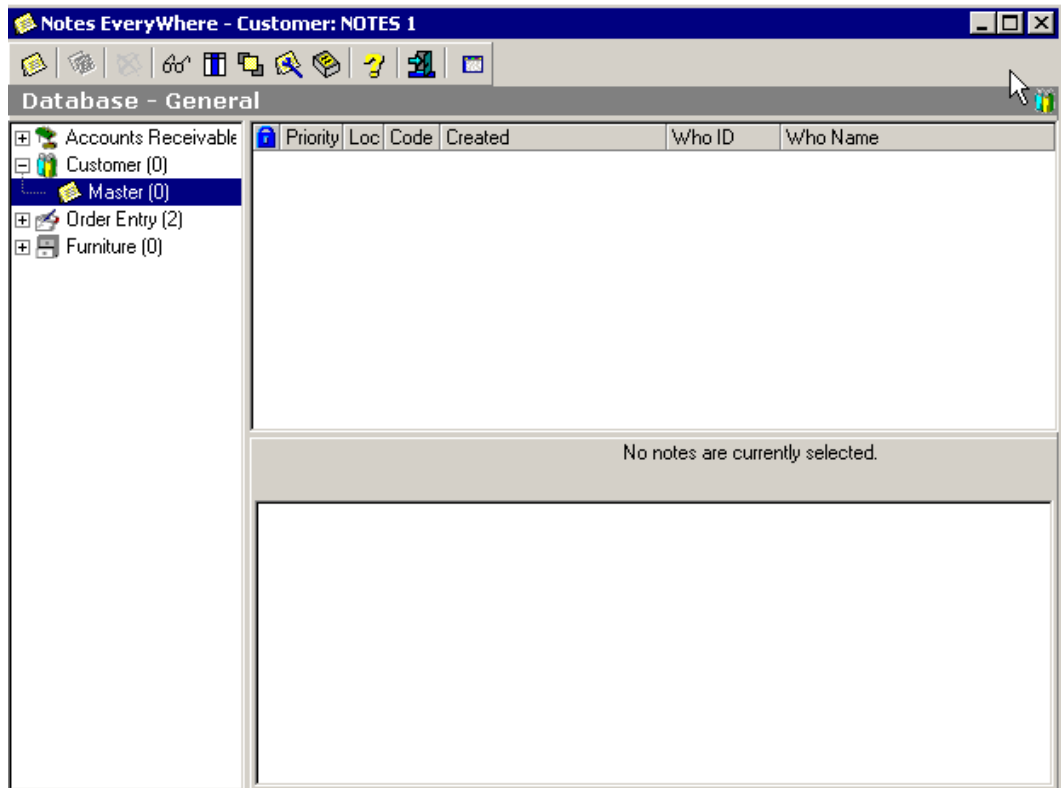 Notes EveryWhere - Customer: NOTES 1
Database - General
Accounts Receivable
Customer (0)
Master (0)
Order Entry (2)
Furniture (0)
Priority Loc Code Created Who ID Who Name
No notes are currently selected.